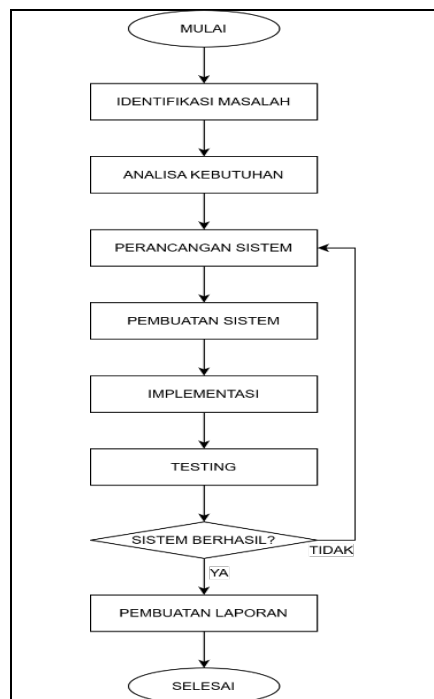 MULAI
IDENTIFIKASI MASALAH
ANALISA KEBUTUHAN
PERANCANGAN SISTEM
PEMBUATAN SISTEM
IMPLEMENTASI
TESTING
SISTEM BERHASIL?
TIDAK
YA
PEMBUATAN LAPORAN
SELESAI